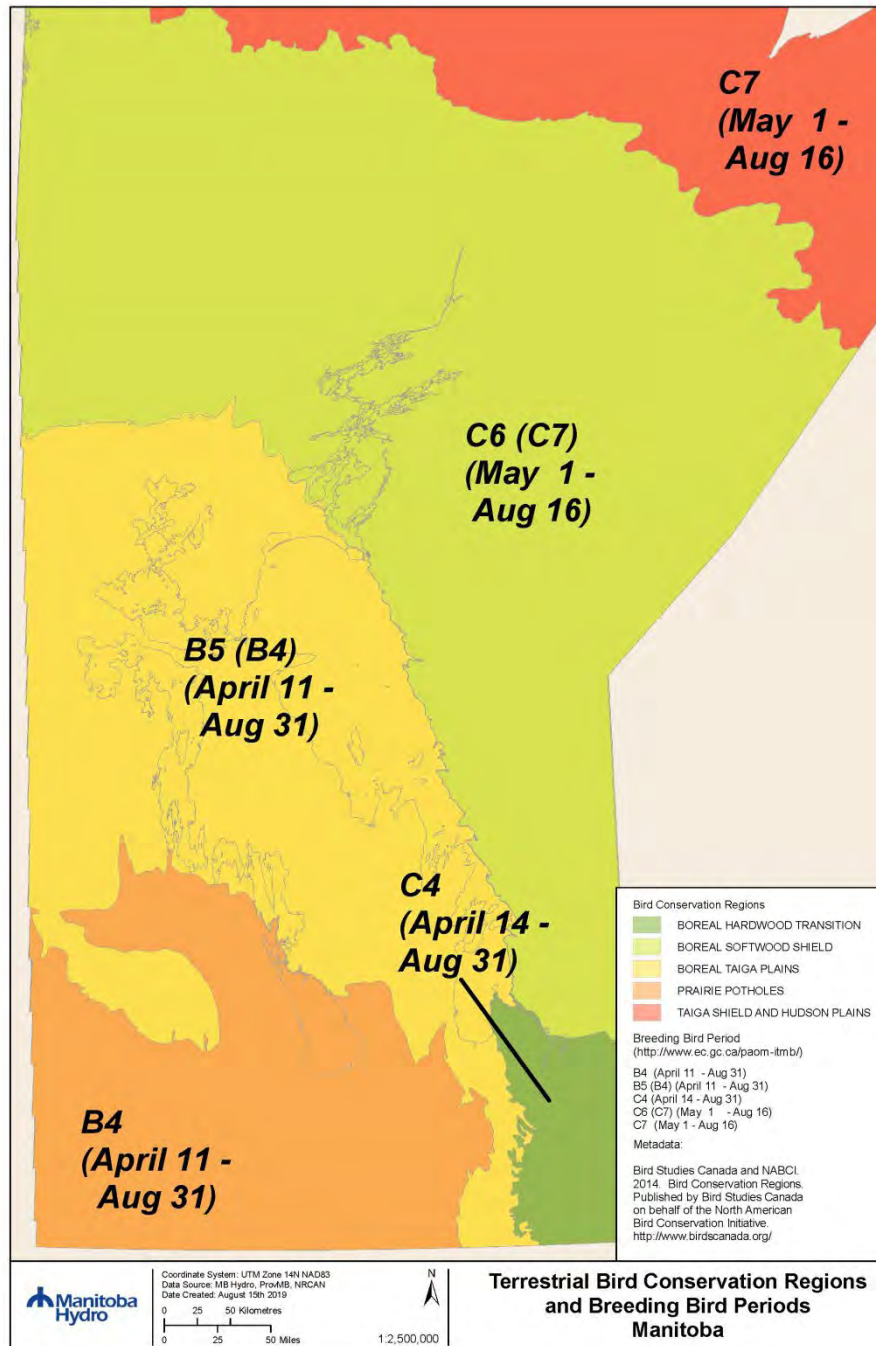 C7
(May 1 -
Aug 16)
C6 (C7)
(May 1 -
Aug 16)
B5 (B4)
(April 11 -
Aug 31)
C4
(April 14 -
Aug 31)
B4
(April 11 -
Aug 31)
Bird Conservation Regions
BOREAL HARDWOOD TRANSITION
BOREAL SOFTWOOD SHIELD
BOREAL TAIGA PLAINS
PRAIRIE POTHOLES
TAIGA SHIELD AND HUDSON PLAINS
Breeding Bird Period
(http://www.ec.gc.ca/paom-itmb/)
B4 (April 11 - Aug 31)
B5 (B4) (April 11 - Aug 31)
C4 (April 14 - Aug 31)
C6 (C7) (May 1 - Aug 16)
C7 (May 1 - Aug 16)
Metadata:
Bird Studies Canada and NABCI.
2014. Bird Conservation Regions.
Published by Bird Studies Canada
on behalf of the North American
Bird Conservation Initiative.
http://www.birdscanada.org/
Manitoba
Hydro
Coordinate System: UTM Zone 14N NAD83
Data Source: MB Hydro, ProvMB, NRCAN
Date Created: August 15th 2019
0 25 50 Kilometres
0 25 50 Miles
N
1:2,500,000
Terrestrial Bird Conservation Regions
and Breeding Bird Periods
Manitoba